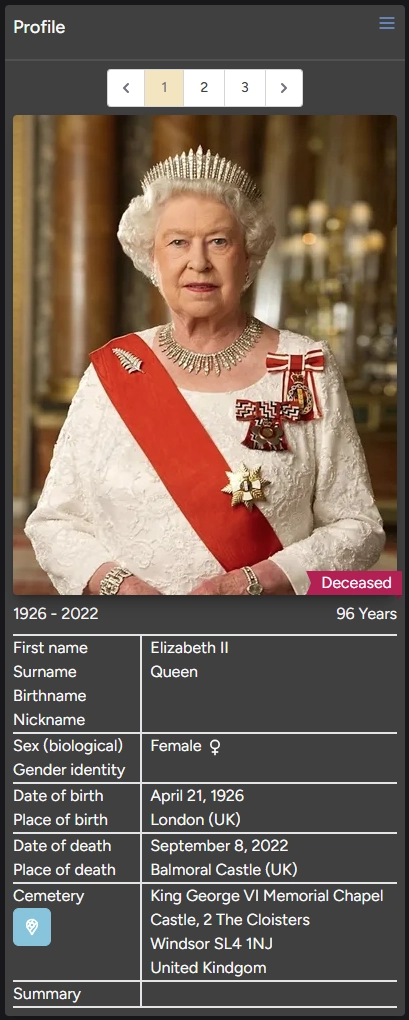 Profile
1 2 3
Deceased
1926 - 2022 96 Years
First name Elizabeth II
Surname Queen
Birthname
Nickname
Sex (biological) Female ♀
Gender identity
Date of birth April 21, 1926
Place of birth London (UK)
Date of death September 8, 2022
Place of death Balmoral Castle (UK)
Cemetery King George VI Memorial Chapel
Castle, 2 The Cloisters
Windsor SL4 1NJ
United Kindgom
Summary